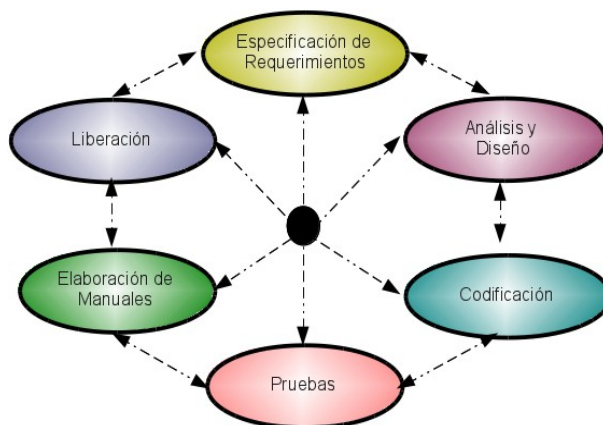 Especificación de
Requerimientos
Análisis y
Diseño
Codificación
Pruebas
Elaboración de
Manuales
Liberación